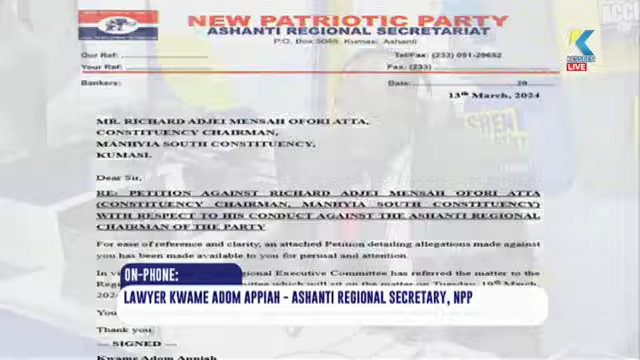 NEW PATRIOTIC PARTY
ASHANTI REGIONAL SECRETARIAT
P.O. Box 5065, Kumasi, Ashanti
Our Ref:
Tel/Fax: (233) 051-29652
Your Ref:
Fax: (233)
Bankers:
Date: 20
13th March, 2024
MR. RICHARD ADJEI MENSAH OFORI ATTA,
CONSTITUENCY CHAIRMAN,
MANHYIA SOUTH CONSTITUENCY,
KUMASI.
Dear Sir,
RE: PETITION AGAINST RICHARD ADJEI MENSAH OFORI ATTA
(CONSTITUENCY CHAIRMAN, MANHYIA SOUTH CONSTITUENCY)
WITH RESPECT TO HIS CONDUCT AGAINST THE ASHANTI REGIONAL
CHAIRMAN OF THE PARTY
For ease of reference and clarity, an attached Petition detailing allegations made against
you has been made available to you for perusal and attention.
Regional Executive Committee has referred the matter to the
which will sit on the matter on Tuesday, 19th March,
ON-PHONE:
LAWYER KWAME ADOM APPIAH - ASHANTI REGIONAL SECRETARY, NPP
Thank you
SIGNED
Kwame Adom Appiah
LIVE